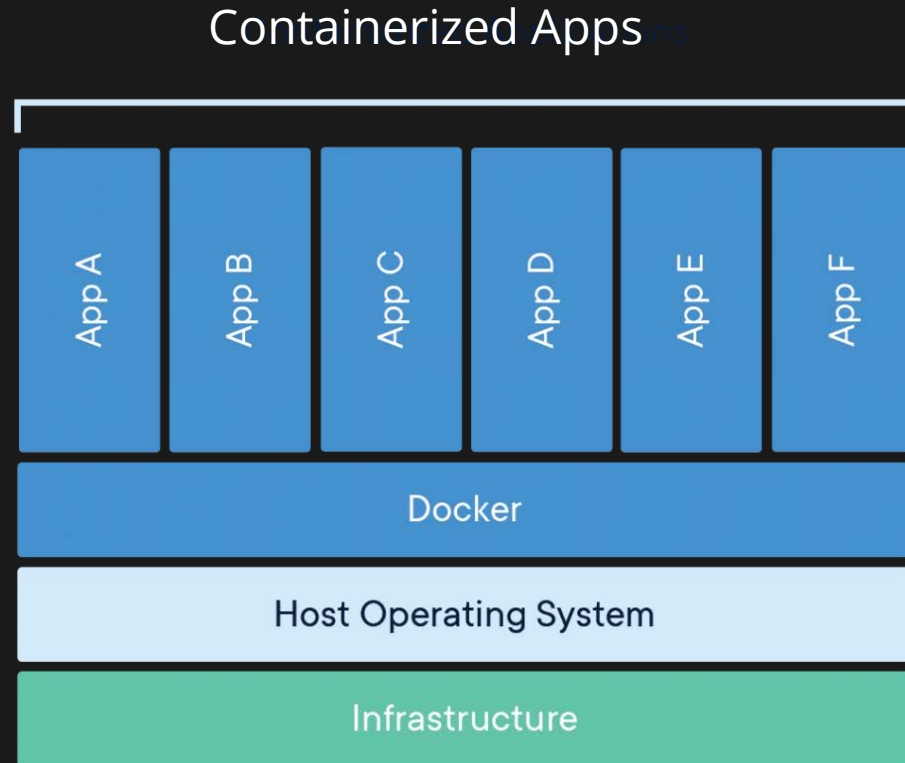 Containerized Apps
App A
App B
App C
App D
App E
App F
Docker
Host Operating System
Infrastructure